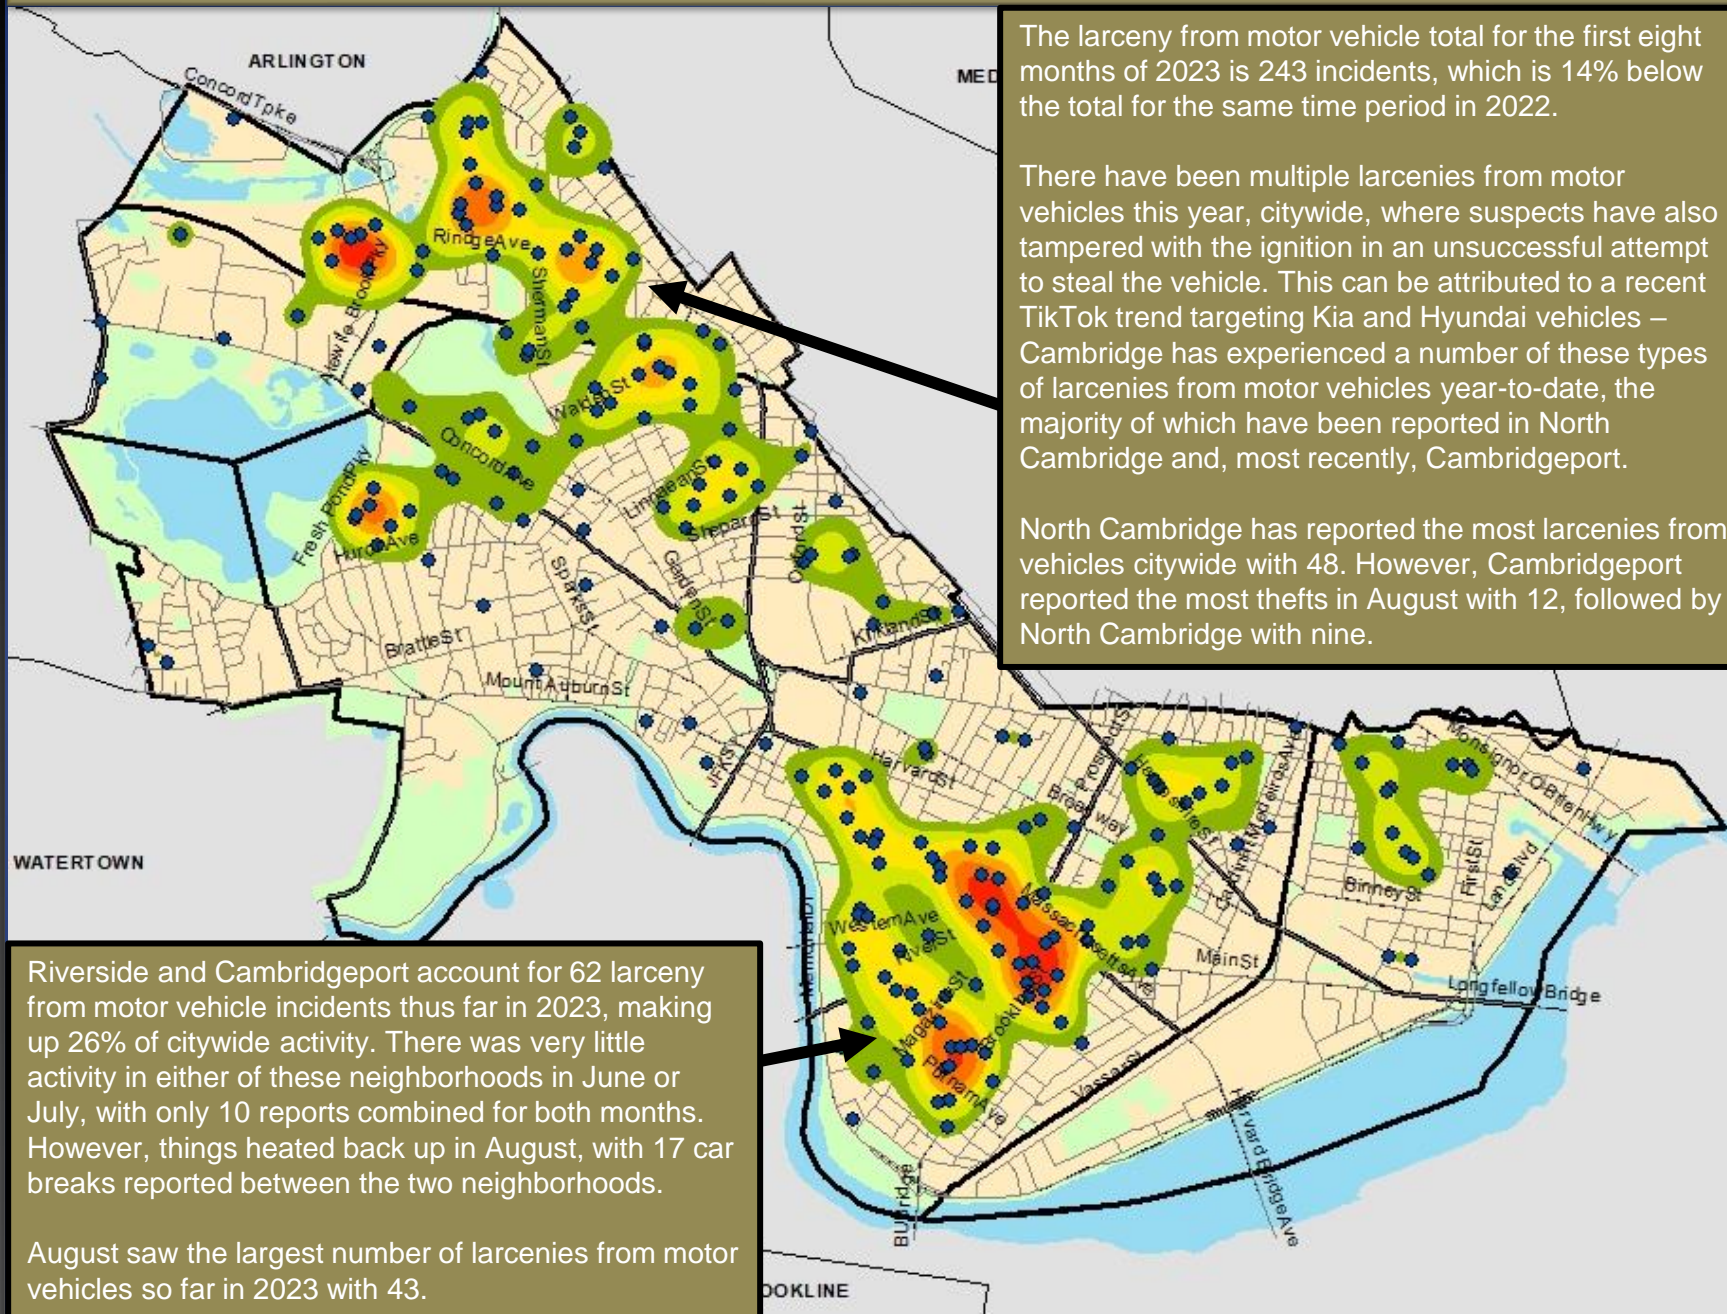 ARLINGTON
Concord Tpke
MED
The larceny from motor vehicle total for the first eight
months of 2023 is 243 incidents, which is 14% below
the total for the same time period in 2022.
There have been multiple larcenies from motor
vehicles this year, citywide, where suspects have also
tampered with the ignition in an unsuccessful attempt
to steal the vehicle. This can be attributed to a recent
TikTok trend targeting Kia and Hyundai vehicles –
Cambridge has experienced a number of these types
of larcenies from motor vehicles year-to-date, the
majority of which have been reported in North
Cambridge and, most recently, Cambridgeport.
North Cambridge has reported the most larcenies from
vehicles citywide with 48. However, Cambridgeport
reported the most thefts in August with 12, followed by
North Cambridge with nine.
Rindge Ave
Sherman St
Alewife Brook Pky
Walden St
Concord Ave
Fresh Pond Pky
Huron Ave
Linnaean St
Shepard St
Oxford St
Garden St
Sparks St
Kirkland St
Brattle St
Mount Auburn St
JFK St
Harvard St
Prospect St
Broadway
Hampshire St
Cardinal Medeiros Ave
Monsignor O'Brien Hwy
WATERTOWN
Binney St
First St
Land Blvd
Western Ave
River St
Massachusetts Ave
Main St
Longfellow Bridge
Memorial
Magazine St
Brookline
Putnam Ave
Vassar St
Harvard Bridge Ave
BU Bridge
Riverside and Cambridgeport account for 62 larceny
from motor vehicle incidents thus far in 2023, making
up 26% of citywide activity. There was very little
activity in either of these neighborhoods in June or
July, with only 10 reports combined for both months.
However, things heated back up in August, with 17 car
breaks reported between the two neighborhoods.
August saw the largest number of larcenies from motor
vehicles so far in 2023 with 43.
OOKLINE